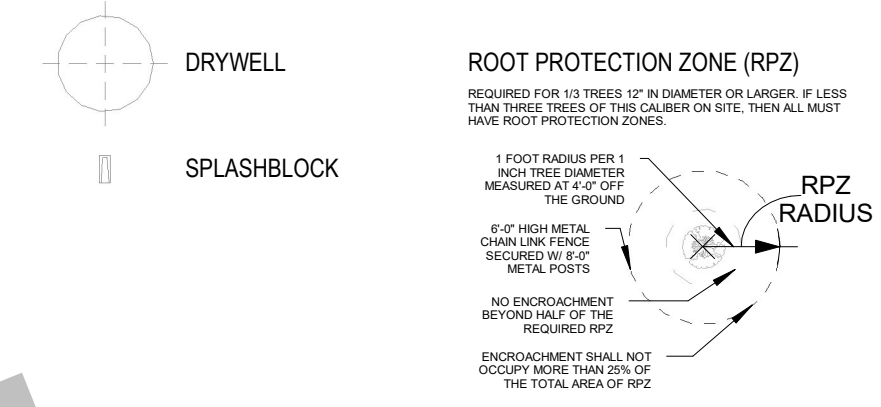 DRYWELL
SPLASHBLOCK
ROOT PROTECTION ZONE (RPZ)
REQUIRED FOR 1/3 TREES 12" IN DIAMETER OR LARGER. IF LESS
THAN THREE TREES OF THIS CALIBER ON SITE, THEN ALL MUST
HAVE ROOT PROTECTION ZONES.
1 FOOT RADIUS PER 1
INCH TREE DIAMETER
MEASURED AT 4'-0" OFF
THE GROUND
RPZ
RADIUS
6'-0" HIGH METAL
CHAIN LINK FENCE
SECURED W/ 8'-0"
METAL POSTS
NO ENCROACHMENT
BEYOND HALF OF THE
REQUIRED RPZ
ENCROACHMENT SHALL NOT
OCCUPY MORE THAN 25% OF
THE TOTAL AREA OF RPZ